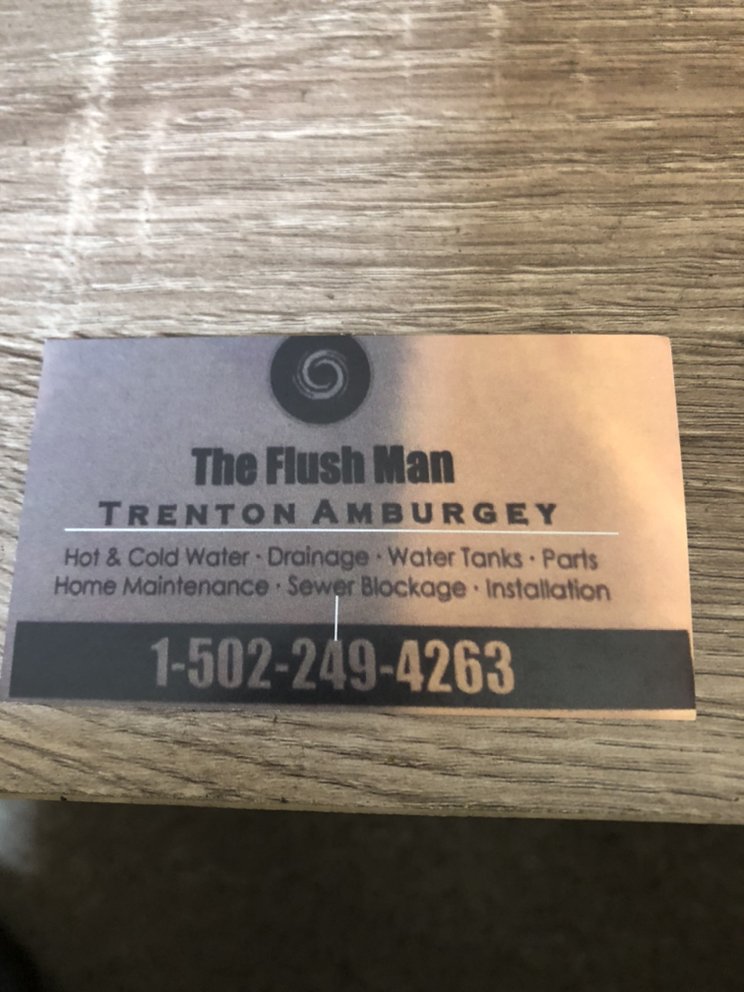 The Flush Man
TRENTON AMBURGEY
Hot & Cold Water · Drainage · Water Tanks · Parts
Home Maintenance · Sewer Blockage · Installation
1-502-249-4263